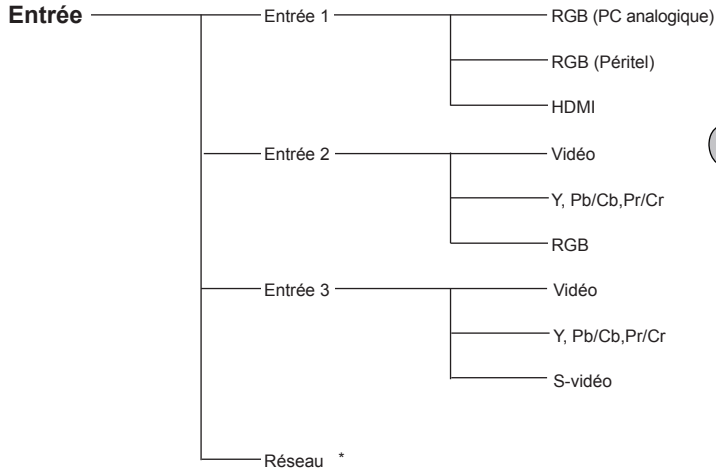 Entrée Entrée 1 RGB (PC analogique)
RGB (Péritel)
HDMI
Entrée 2 Vidéo
Y, Pb/Cb,Pr/Cr
RGB
Entrée 3 Vidéo
Y, Pb/Cb,Pr/Cr
S-vidéo
Réseau *